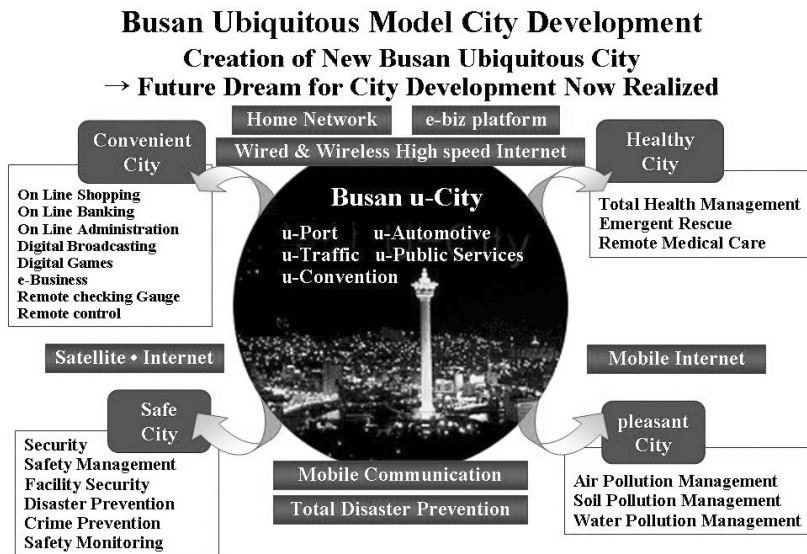 Busan Ubiquitous Model City Development
Creation of New Busan Ubiquitous City
→ Future Dream for City Development Now Realized
Home Network
e-biz platform
Wired & Wireless High speed Internet
Convenient
City
On Line Shopping
On Line Banking
On Line Administration
Digital Broadcasting
Digital Games
e-Business
Remote checking Gauge
Remote control
Healthy
City
Total Health Management
Emergent Rescue
Remote Medical Care
Busan u-City
u-Port u-Automotive
u-Traffic u-Public Services
u-Convention
Satellite • Internet
Mobile Internet
Safe
City
Security
Safety Management
Facility Security
Disaster Prevention
Crime Prevention
Safety Monitoring
pleasant
City
Air Pollution Management
Soil Pollution Management
Water Pollution Management
Mobile Communication
Total Disaster Prevention